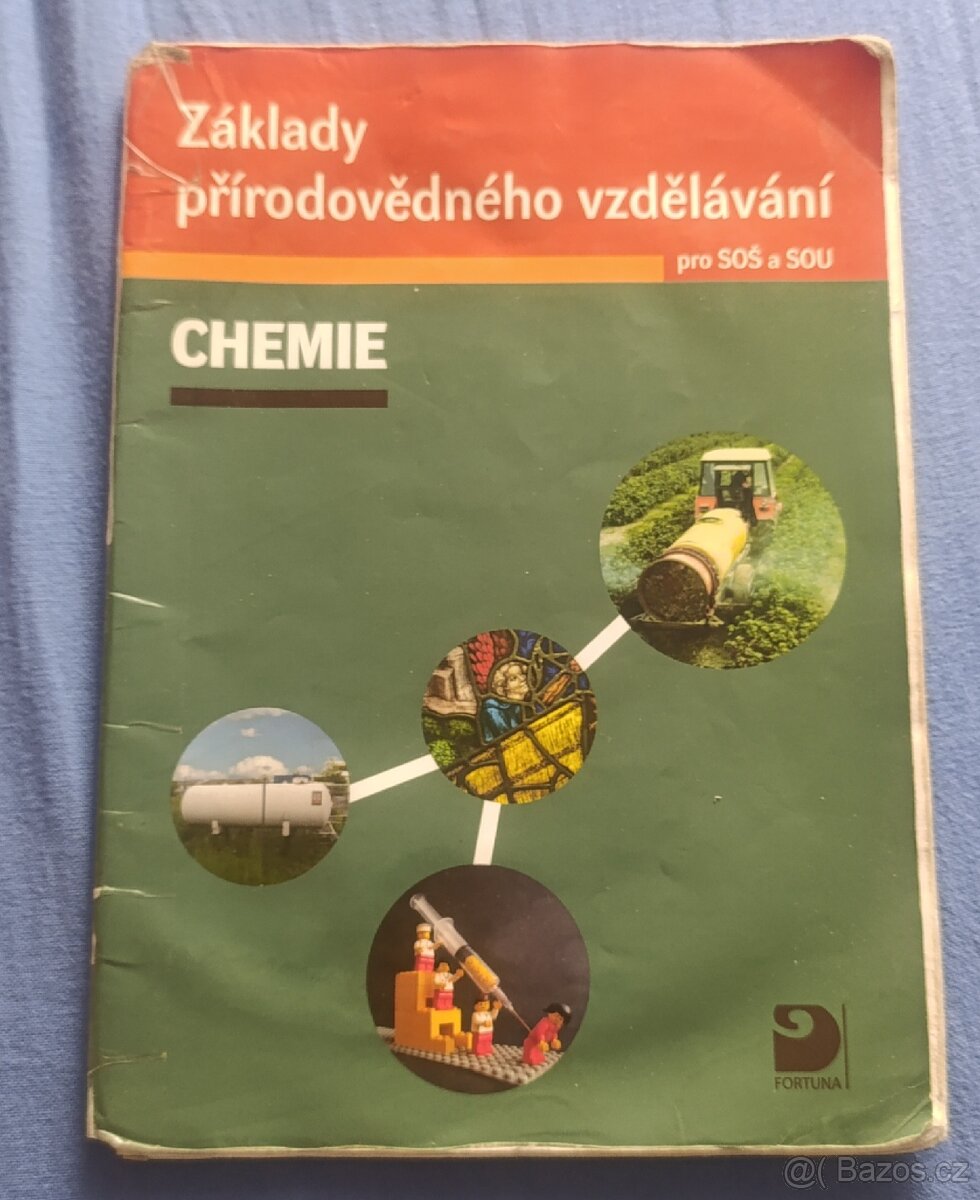 Základy
přírodovědného vzdělávání
pro SOŠ a SOU
CHEMIE
FORTUNA
@( Bazos.cz